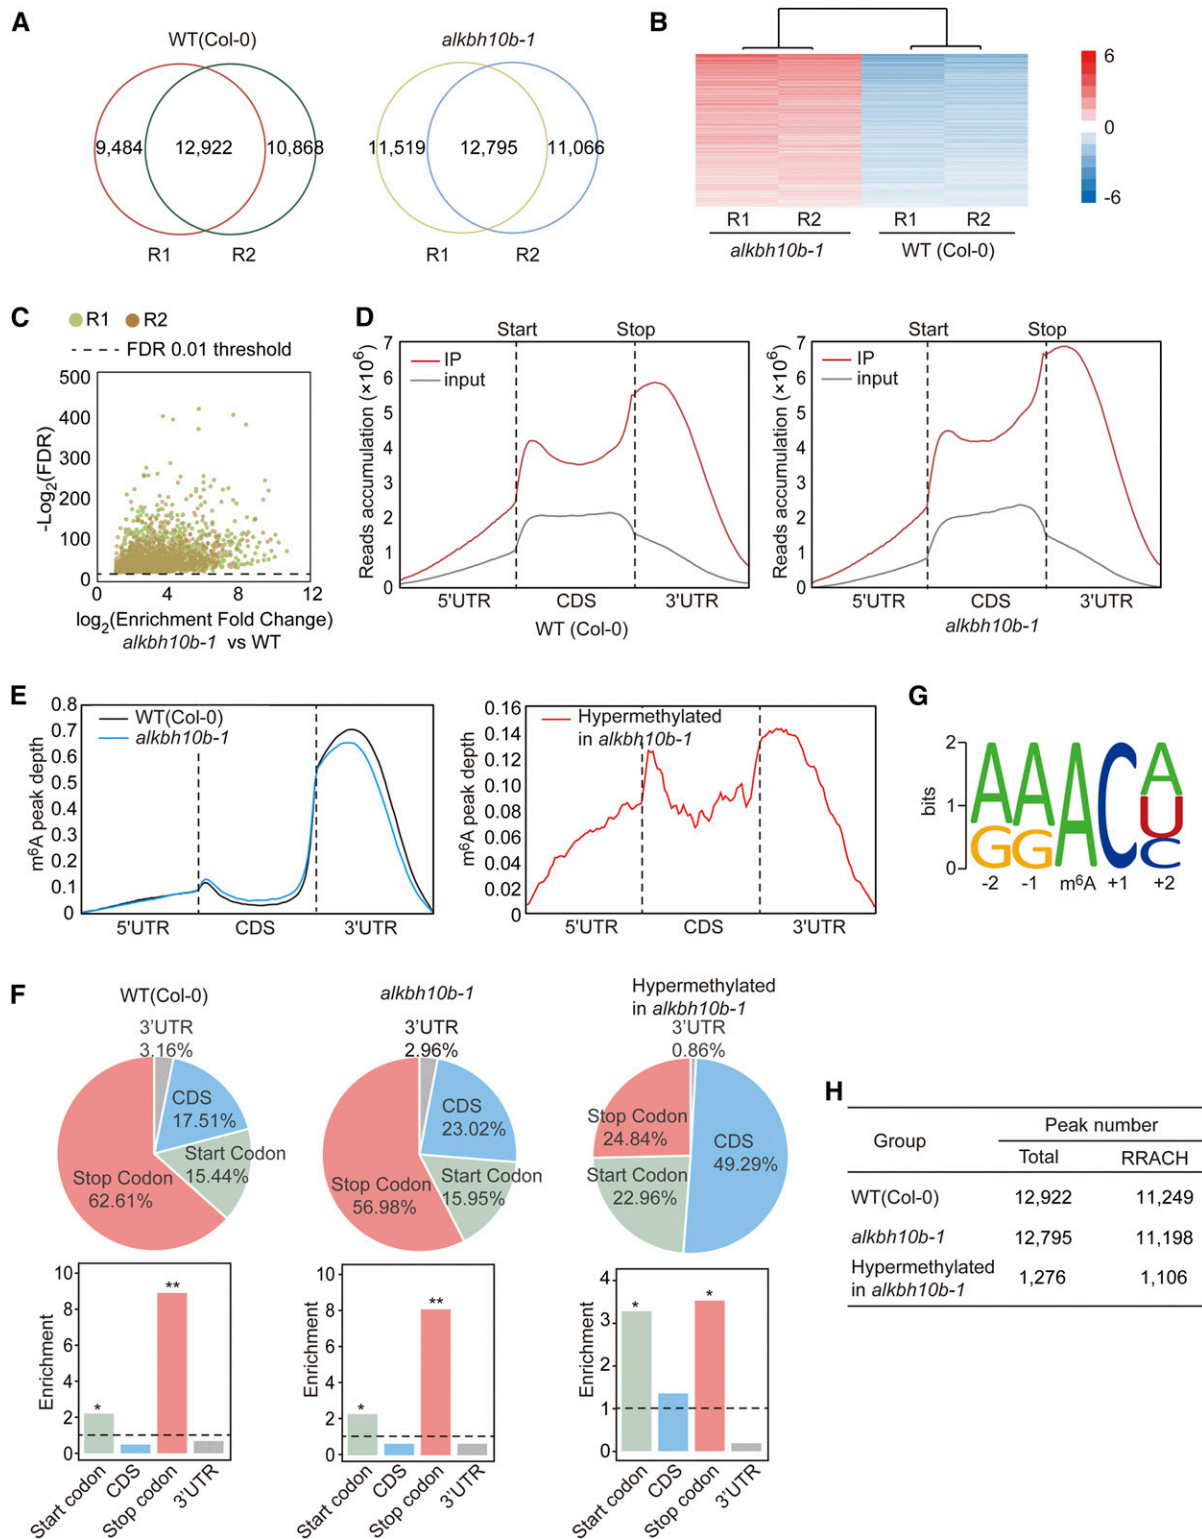 A
WT(Col-0)
alkbh10b-1
9,484 12,922 10,868
11,519 12,795 11,066
R1 R2
R1 R2
B
6
0
-6
R1 R2 R1 R2
alkbh10b-1 WT (Col-0)
C
R1 R2
FDR 0.01 threshold
-Log2(FDR)
500
400
300
200
100
0
0 4 8 12
log2(Enrichment Fold Change)
alkbh10b-1 vs WT
D
Start Stop
IP
input
Reads accumulation (×10⁶)
7
6
5
4
3
2
1
0
5'UTR CDS 3'UTR
WT (Col-0)
Start Stop
IP
input
Reads accumulation (×10⁶)
7
6
5
4
3
2
1
0
5'UTR CDS 3'UTR
alkbh10b-1
E
WT(Col-0)
alkbh10b-1
m⁶A peak depth
0.8
0.7
0.6
0.5
0.4
0.3
0.2
0.1
0
5'UTR CDS 3'UTR
Hypermethylated
in alkbh10b-1
m⁶A peak depth
0.16
0.14
0.12
0.10
0.08
0.06
0.04
0.02
0
5'UTR CDS 3'UTR
G
bits
2
1
0
A A A C A
G G U
C
-2 -1 m⁶A +1 +2
F
WT(Col-0)
3'UTR
3.16%
CDS
17.51%
Start Codon
15.44%
Stop Codon
62.61%
alkbh10b-1
3'UTR
2.96%
CDS
23.02%
Start Codon
15.95%
Stop Codon
56.98%
Hypermethylated
in alkbh10b-1
3'UTR
0.86%
Stop Codon
24.84%
CDS
49.29%
Start Codon
22.96%
Enrichment
10
8
6
4
2
0
* **
Start codon
CDS
Stop codon
3'UTR
Enrichment
10
8
6
4
2
0
* **
Start codon
CDS
Stop codon
3'UTR
Enrichment
4
3
2
1
0
* *
Start codon
CDS
Stop codon
3'UTR
H
Group Peak number
Total RRACH
WT(Col-0) 12,922 11,249
alkbh10b-1 12,795 11,198
Hypermethylated
in alkbh10b-1 1,276 1,106